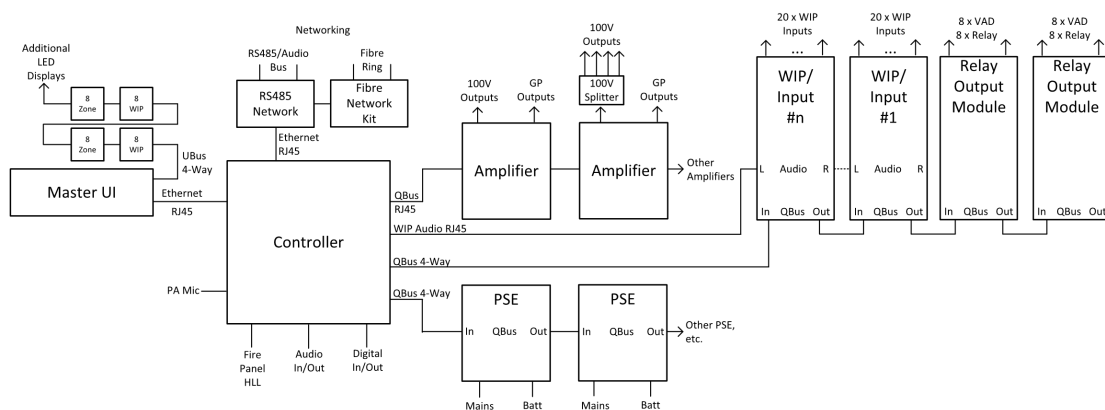 Networking
Additional
LED
Displays
8
Zone
8
WIP
8
Zone
8
WIP
UBus
4-Way
Master UI
Ethernet
RJ45
RS485/Audio
Bus
RS485
Network
Fibre
Ring
Fibre
Network
Kit
Ethernet
RJ45
Controller
PA Mic
Fire
Panel
HLL
Audio
In/Out
Digital
In/Out
QBus
RJ45
WIP Audio RJ45
QBus 4-Way
QBus 4-Way
100V
Outputs
GP
Outputs
Amplifier
100V
Outputs
100V
Splitter
GP
Outputs
Amplifier
Other
Amplifiers
PSE
In QBus Out
Mains Batt
PSE
In QBus Out
Mains Batt
Other PSE,
etc.
20 x WIP
Inputs
...
WIP/
Input
#n
L Audio R
In QBus Out
20 x WIP
Inputs
...
WIP/
Input
#1
L Audio R
In QBus Out
8 x VAD
8 x Relay
Relay
Output
Module
In QBus Out
8 x VAD
8 x Relay
Relay
Output
Module
In QBus Out